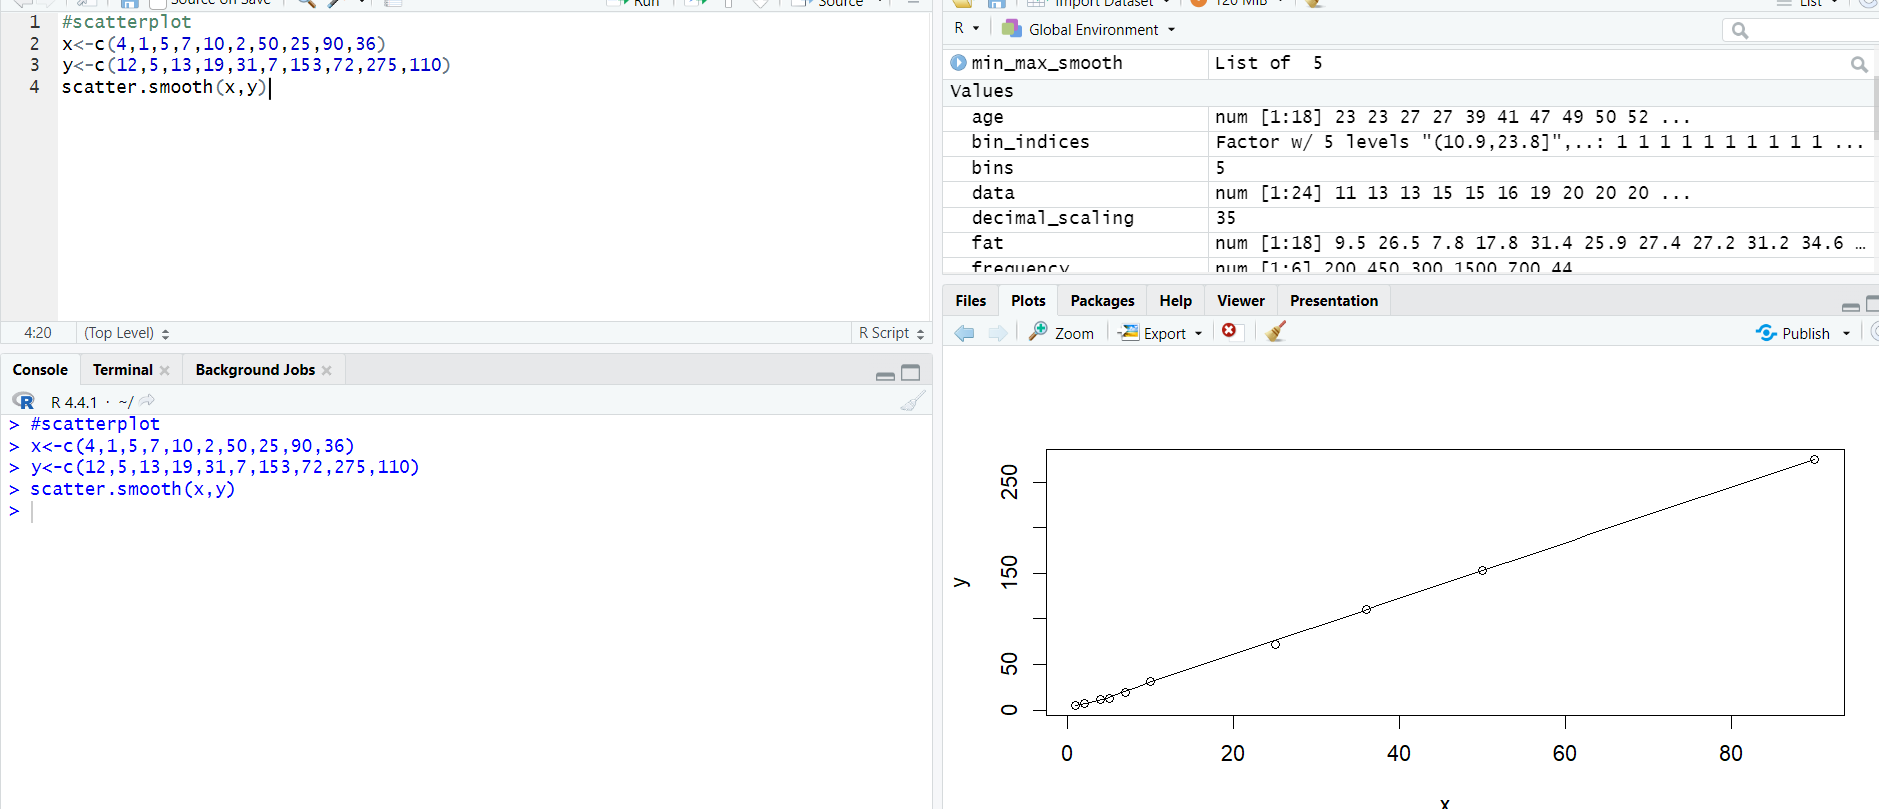 Source on Save
Run
Source
1 #scatterplot
2 x<-c(4,1,5,7,10,2,50,25,90,36)
3 y<-c(12,5,13,19,31,7,153,72,275,110)
4 scatter.smooth(x,y)
4:20 (Top Level) R Script
Console Terminal Background Jobs
R R 4.4.1 · ~/
> #scatterplot
> x<-c(4,1,5,7,10,2,50,25,90,36)
> y<-c(12,5,13,19,31,7,153,72,275,110)
> scatter.smooth(x,y)
>
Import Dataset 120 MiB List
R Global Environment
min_max_smooth List of 5
Values
age num [1:18] 23 23 27 27 39 41 47 49 50 52 ...
bin_indices Factor w/ 5 levels "(10.9,23.8]",..: 1 1 1 1 1 1 1 1 1 1 ...
bins 5
data num [1:24] 11 13 13 15 15 16 19 20 20 20 ...
decimal_scaling 35
fat num [1:18] 9.5 26.5 7.8 17.8 31.4 25.9 27.4 27.2 31.2 34.6 …
frequency num [1:6] 200 450 300 1500 700 44
Files Plots Packages Help Viewer Presentation
Zoom Export Publish
250
150
50
0
y
0 20 40 60 80
x